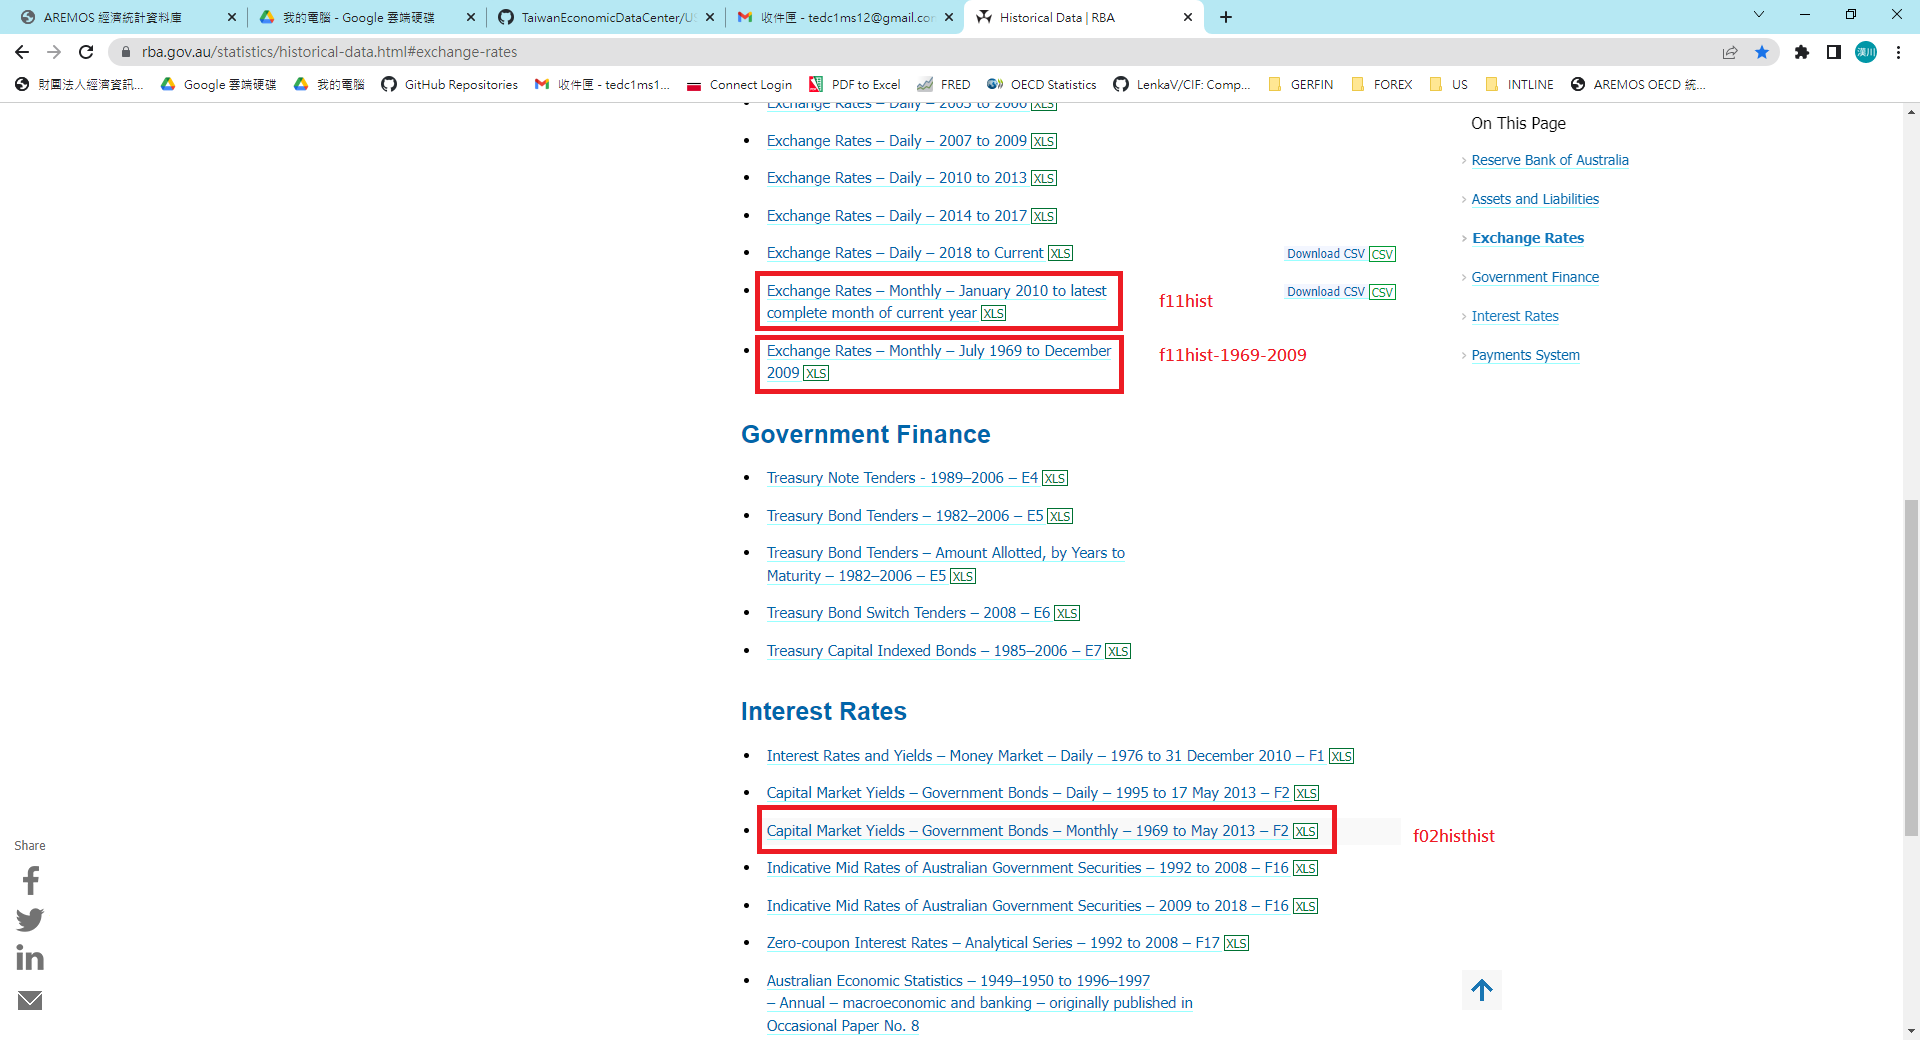 AREMOS 經濟統計資料庫
我的電腦 - Google 雲端硬碟
TaiwanEconomicDataCenter/US
收件匣 - tedc1ms12@gmail.com
Historical Data | RBA
rba.gov.au/statistics/historical-data.html#exchange-rates
漢川
財團法人經濟資訊...
Google 雲端硬碟
我的電腦
GitHub Repositories
收件匣 - tedc1ms1...
Connect Login
PDF to Excel
FRED
OECD Statistics
LenkaV/CIF: Comp...
GERFIN
FOREX
US
INTLINE
AREMOS OECD 統...
Exchange Rates – Daily – 2003 to 2006 XLS
Exchange Rates – Daily – 2007 to 2009 XLS
Exchange Rates – Daily – 2010 to 2013 XLS
Exchange Rates – Daily – 2014 to 2017 XLS
Exchange Rates – Daily – 2018 to Current XLS
Download CSV CSV
Exchange Rates – Monthly – January 2010 to latest
complete month of current year XLS
f11hist
Download CSV CSV
Exchange Rates – Monthly – July 1969 to December
2009 XLS
f11hist-1969-2009
Government Finance
Treasury Note Tenders - 1989–2006 – E4 XLS
Treasury Bond Tenders – 1982–2006 – E5 XLS
Treasury Bond Tenders – Amount Allotted, by Years to
Maturity – 1982–2006 – E5 XLS
Treasury Bond Switch Tenders – 2008 – E6 XLS
Treasury Capital Indexed Bonds – 1985–2006 – E7 XLS
Interest Rates
Interest Rates and Yields – Money Market – Daily – 1976 to 31 December 2010 – F1 XLS
Capital Market Yields – Government Bonds – Daily – 1995 to 17 May 2013 – F2 XLS
Capital Market Yields – Government Bonds – Monthly – 1969 to May 2013 – F2 XLS
f02histhist
Indicative Mid Rates of Australian Government Securities – 1992 to 2008 – F16 XLS
Indicative Mid Rates of Australian Government Securities – 2009 to 2018 – F16 XLS
Zero-coupon Interest Rates – Analytical Series – 1992 to 2008 – F17 XLS
Australian Economic Statistics – 1949–1950 to 1996–1997
– Annual – macroeconomic and banking – originally published in
Occasional Paper No. 8
On This Page
Reserve Bank of Australia
Assets and Liabilities
Exchange Rates
Government Finance
Interest Rates
Payments System
Share